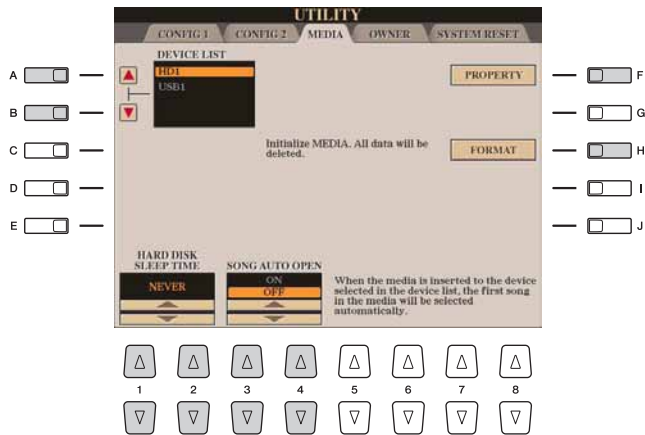 UTILITY
CONFIG 1 CONFIG 2 MEDIA OWNER SYSTEM RESET
DEVICE LIST
HD1
USB1
PROPERTY
Initialize MEDIA. All data will be
deleted.
FORMAT
HARD DISK
SLEEP TIME
NEVER
SONG AUTO OPEN
ON
OFF
When the media is inserted to the device
selected in the device list, the first song
in the media will be selected
automatically.
A
B
C
D
E
F
G
H
I
J
1 2 3 4 5 6 7 8